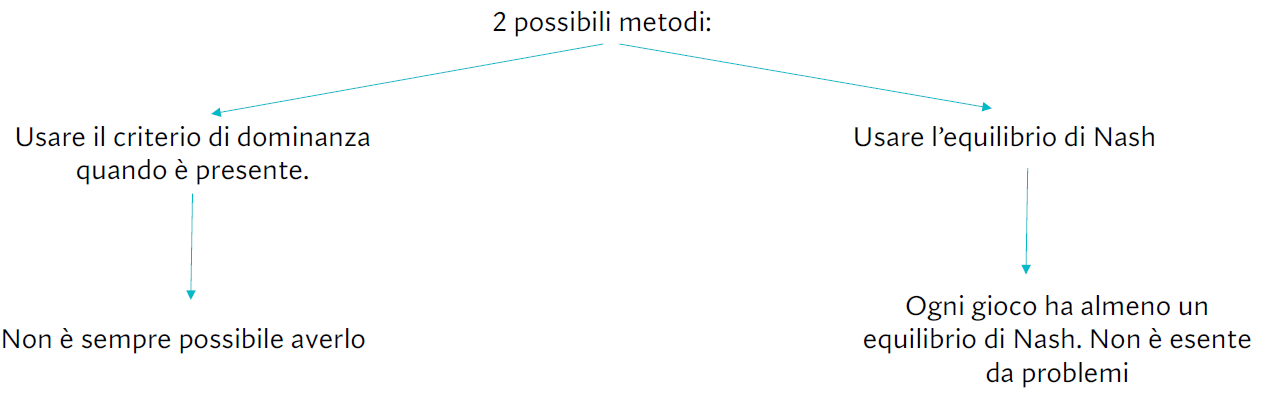 2 possibili metodi:
Usare il criterio di dominanza
quando è presente.
Usare l’equilibrio di Nash
Non è sempre possibile averlo
Ogni gioco ha almeno un
equilibrio di Nash. Non è esente
da problemi